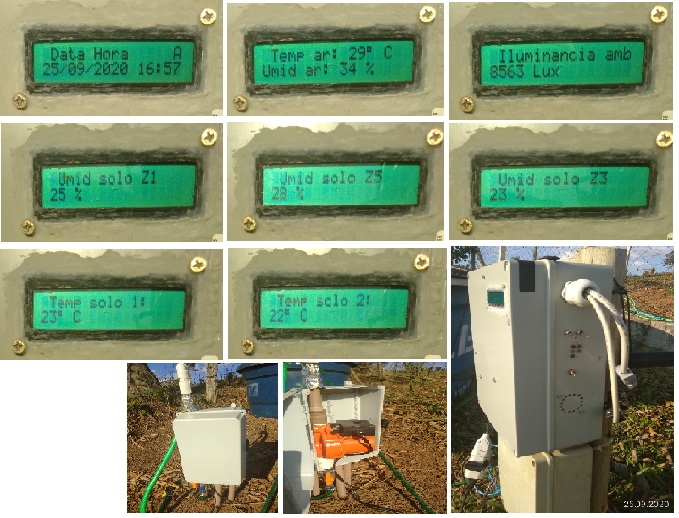 Data Hora A
25/09/2020 16:57
Temp ar: 29° C
Umid ar: 34 %
Iluminancia amb
8563 Lux
Umid solo Z1
25 %
Umid solo Z5
28 %
Umid solo Z3
23 %
Temp solo 1:
23° C
Temp solo 2:
22° C
25.09.2020